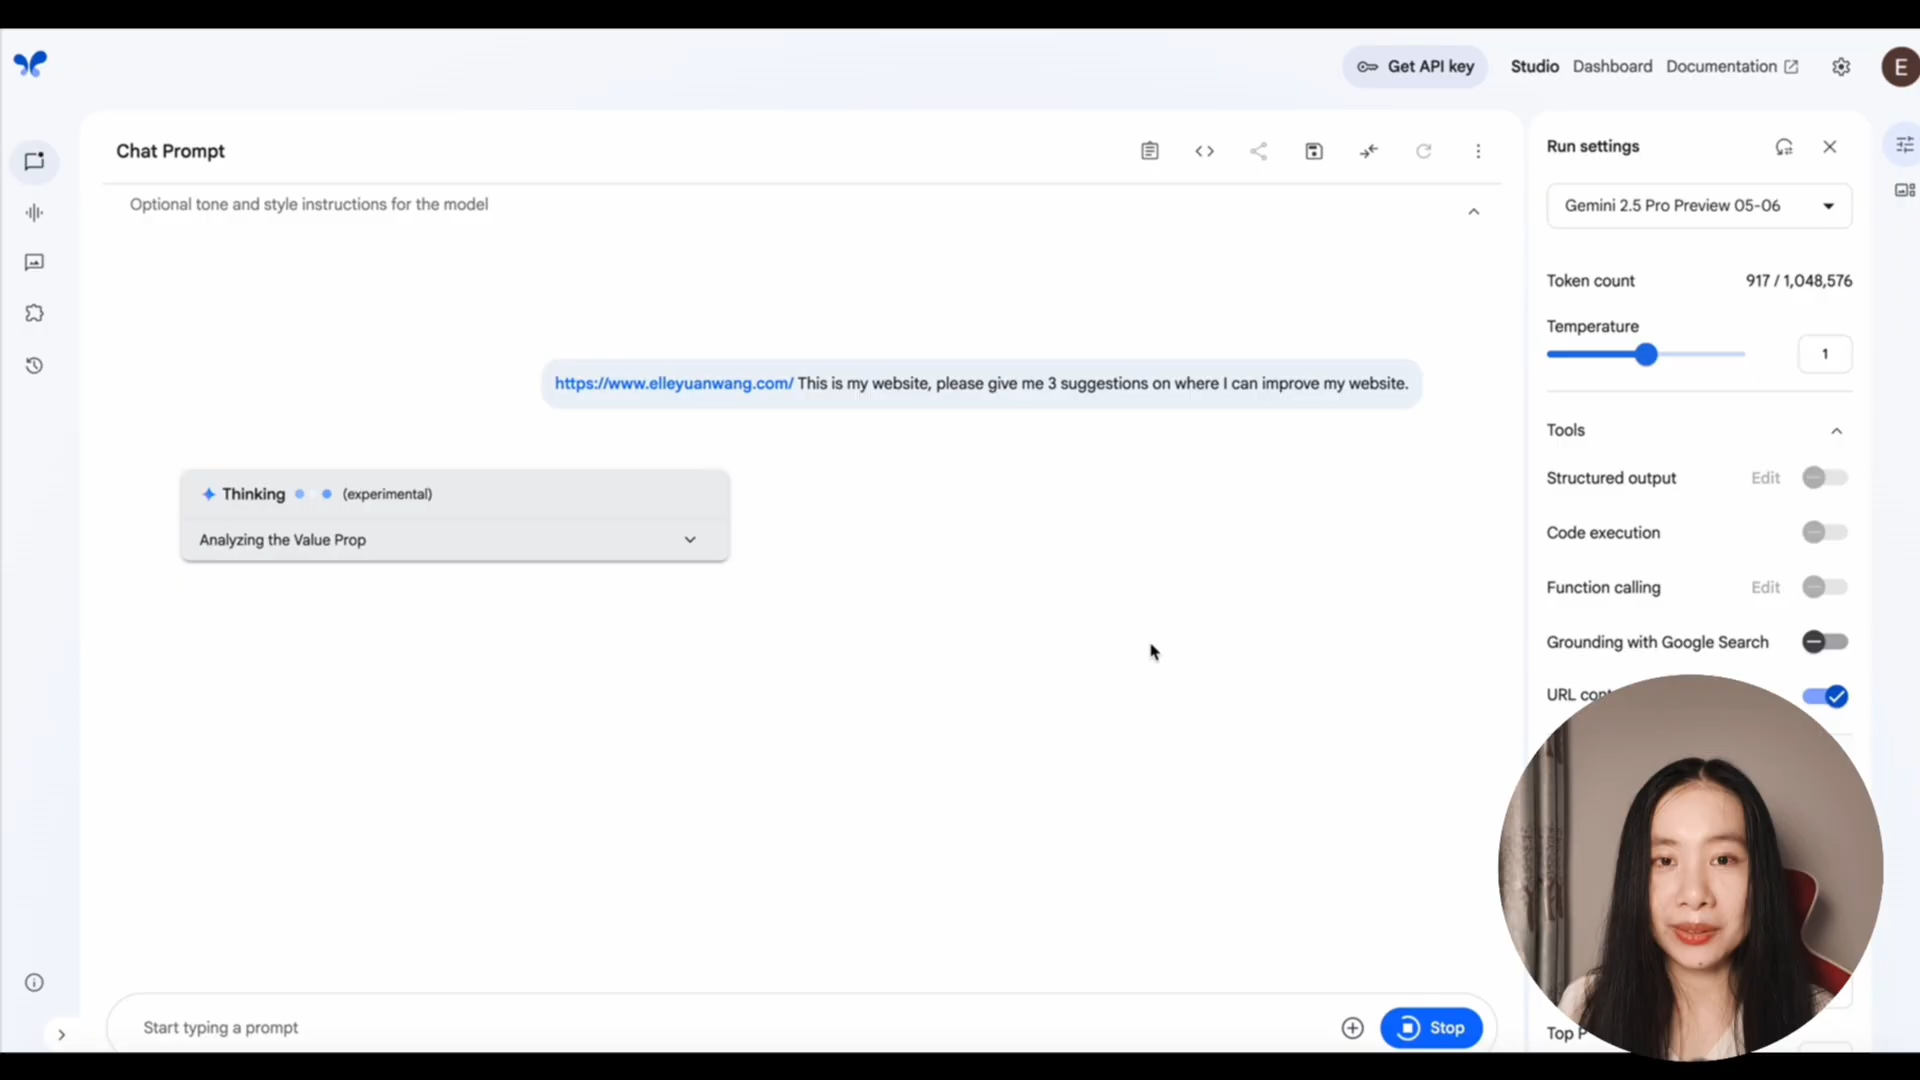 Get API key
Studio
Dashboard
Documentation
E
Chat Prompt
Optional tone and style instructions for the model
https://www.elleyuanwang.com/ This is my website, please give me 3 suggestions on where I can improve my website.
Thinking (experimental)
Analyzing the Value Prop
Start typing a prompt
Stop
Run settings
Gemini 2.5 Pro Preview 05-06
Token count 917 / 1,048,576
Temperature
1
Tools
Structured output Edit
Code execution
Function calling Edit
Grounding with Google Search
URL
Top P